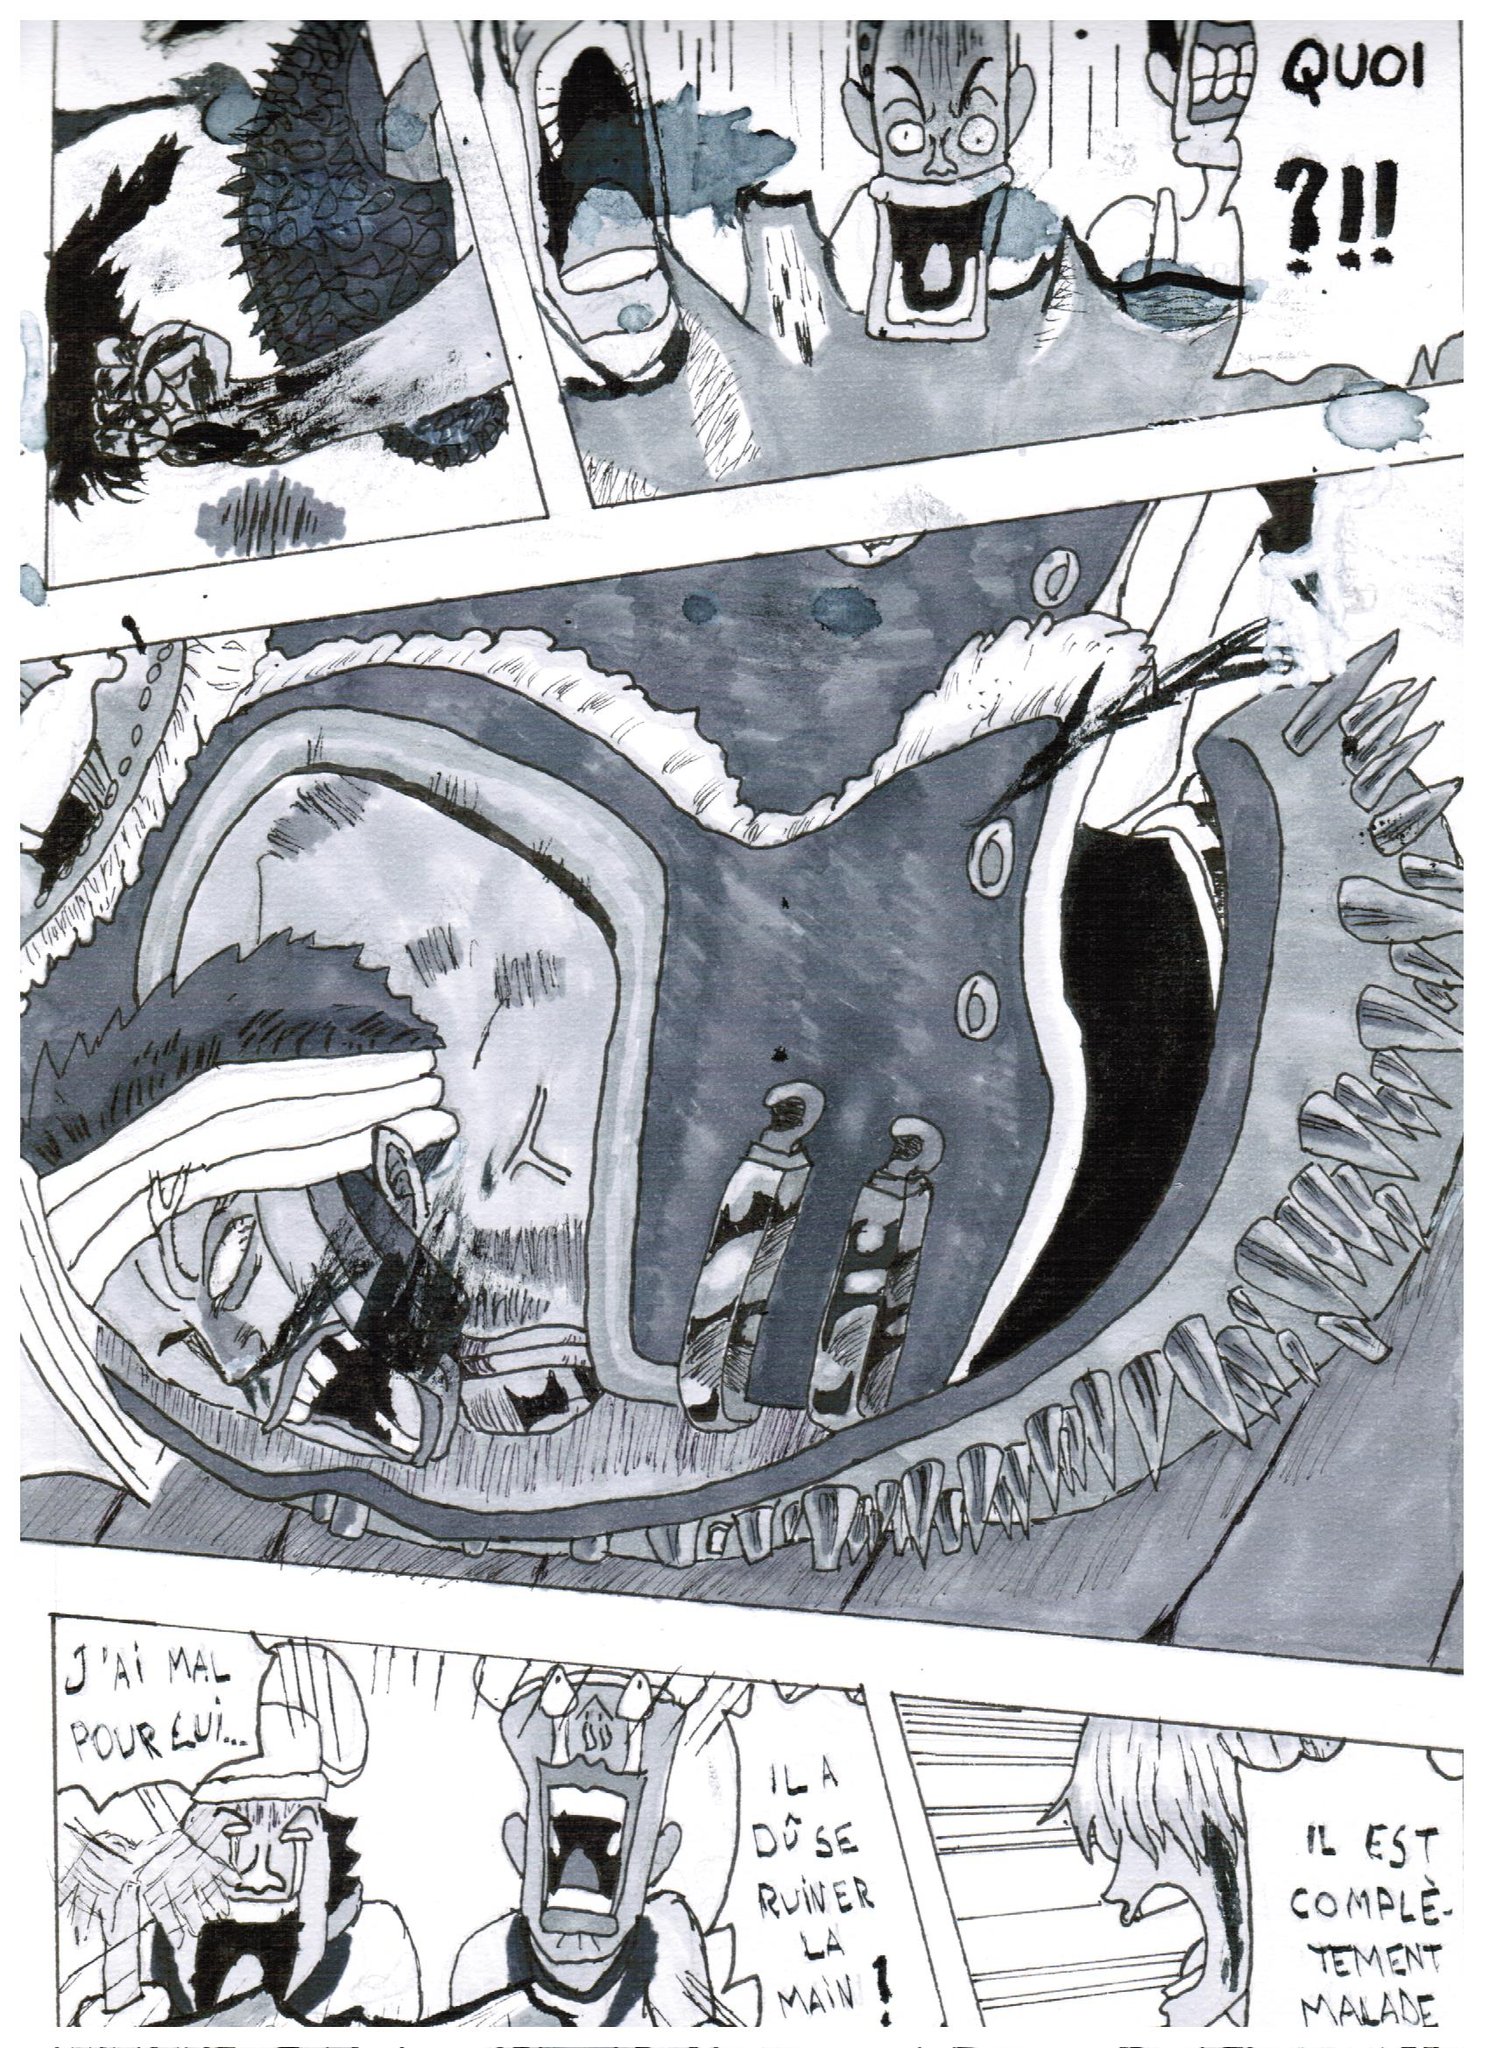 QUOI
?!!
J'AI MAL
POUR LUI...
IL A
DÛ SE
RUINER
LA
MAIN !
IL EST
COMPLÈ-
TEMENT
MALADE